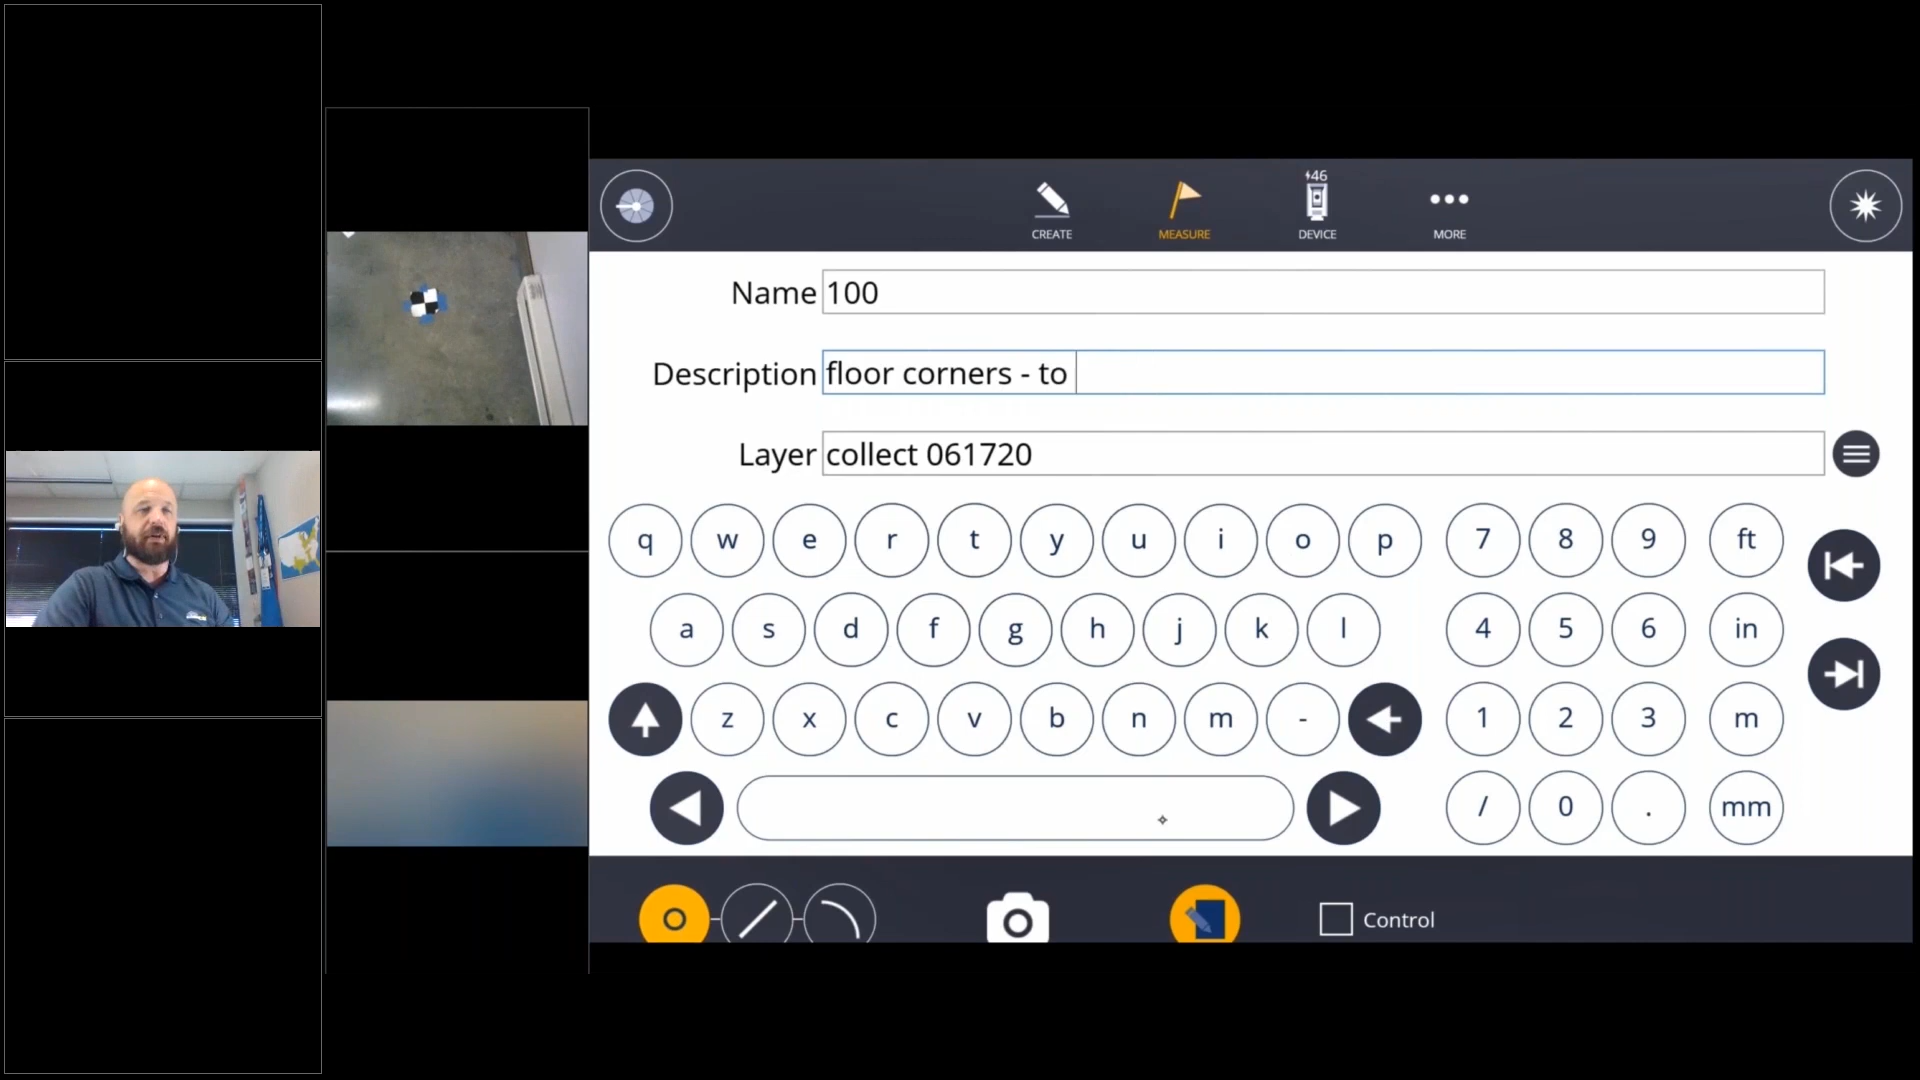 46
CREATE
MEASURE
DEVICE
MORE
Name 100
Description floor corners - to
Layer collect 061720
q w e r t y u i o p 7 8 9 ft
a s d f g h j k l 4 5 6 in
z x c v b n m - 1 2 3 m
/ 0 . mm
Control